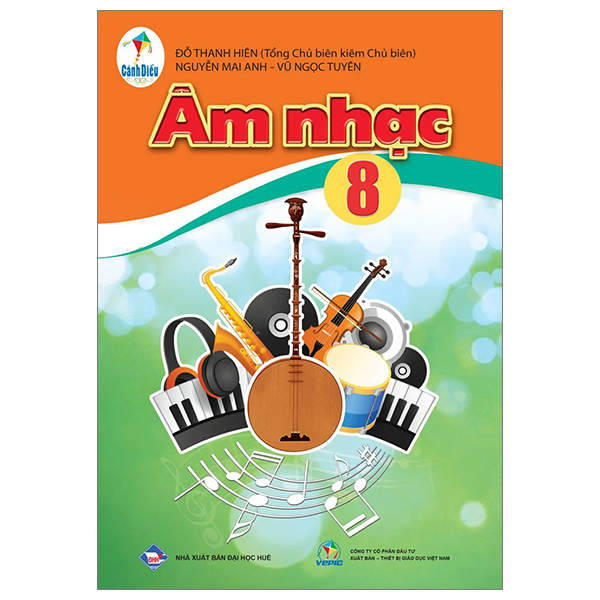 Cánh Diều
ĐỖ THANH HIÊN (Tổng Chủ biên kiêm Chủ biên)
NGUYỄN MAI ANH – VŨ NGỌC TUYÊN
Âm nhạc
8
ĐHH
NHÀ XUẤT BẢN ĐẠI HỌC HUẾ
VEPIC
CÔNG TY CỔ PHẦN ĐẦU TƯ
XUẤT BẢN – THIẾT BỊ GIÁO DỤC VIỆT NAM